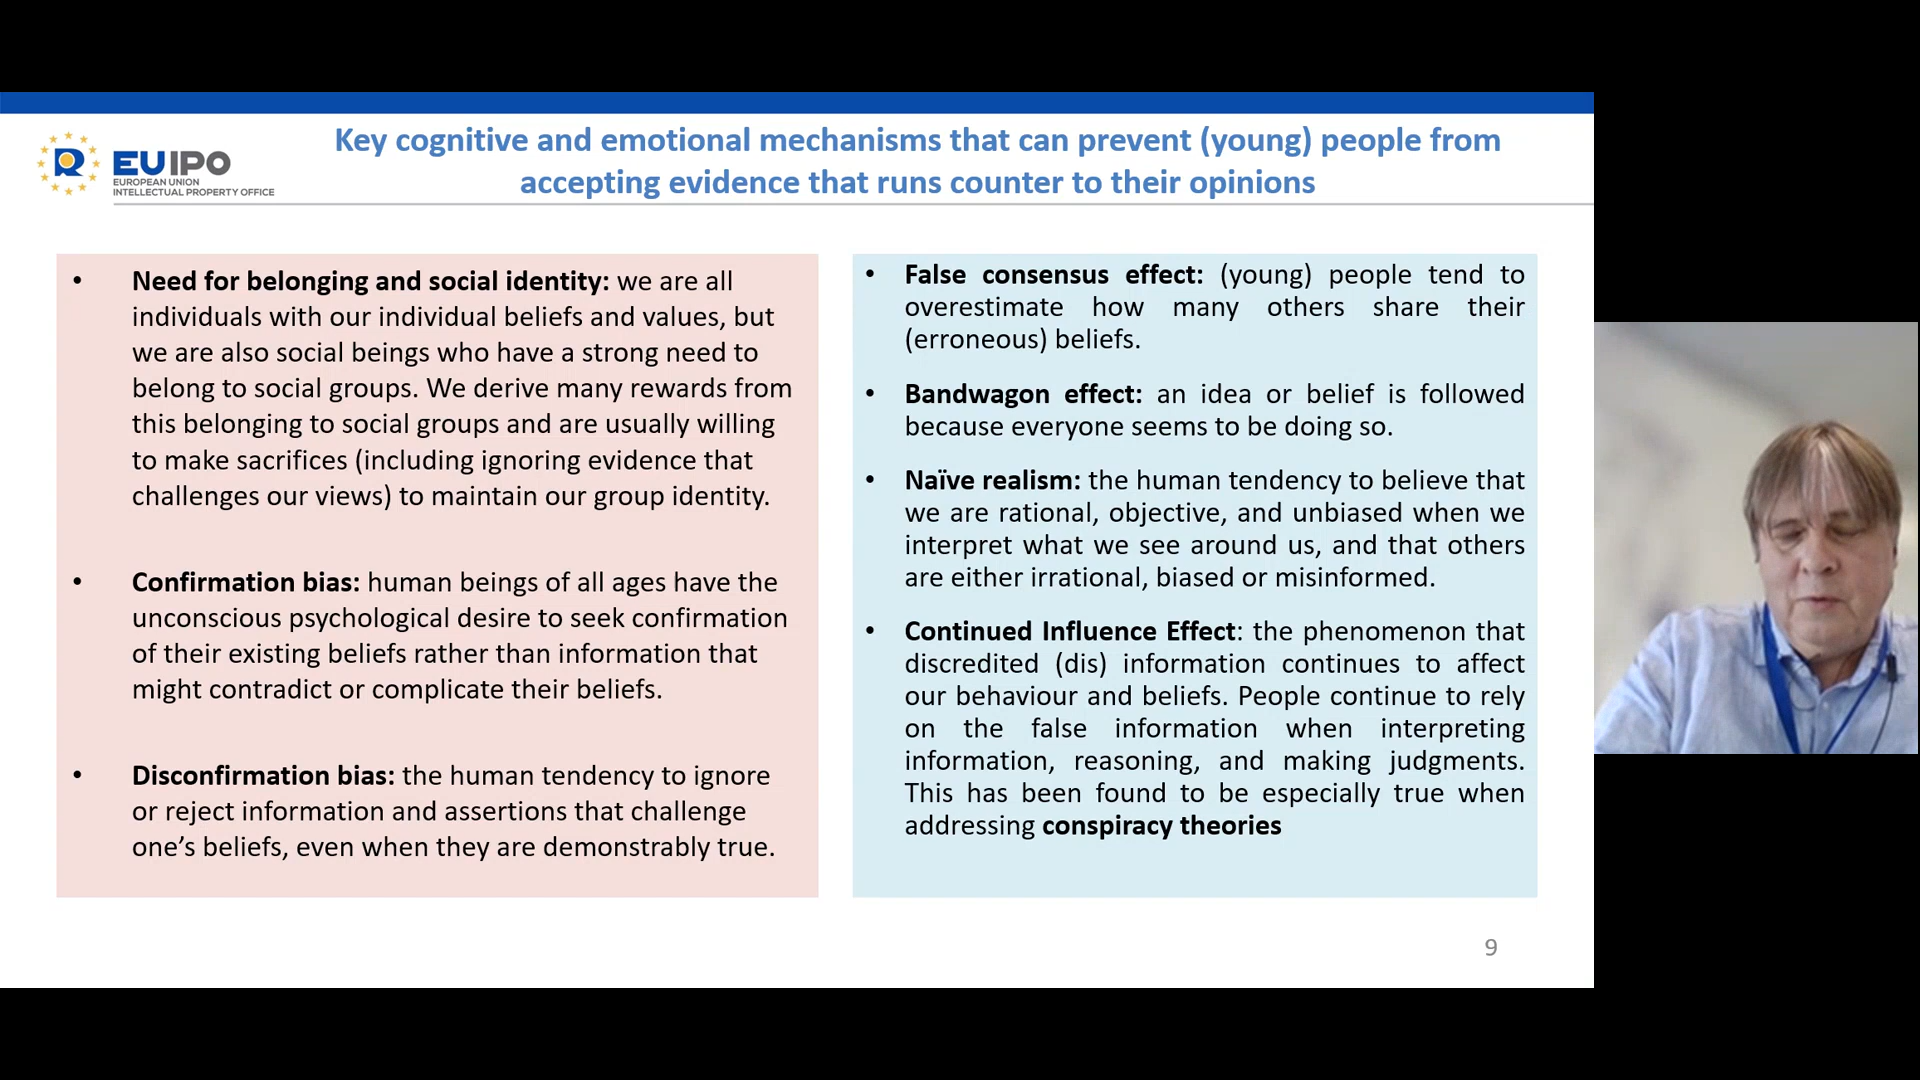 Key cognitive and emotional mechanisms that can prevent (young) people from
accepting evidence that runs counter to their opinions
R
EUIPO
EUROPEAN UNION
INTELLECTUAL PROPERTY OFFICE
• Need for belonging and social identity: we are all
individuals with our individual beliefs and values, but
we are also social beings who have a strong need to
belong to social groups. We derive many rewards from
this belonging to social groups and are usually willing
to make sacrifices (including ignoring evidence that
challenges our views) to maintain our group identity.
• Confirmation bias: human beings of all ages have the
unconscious psychological desire to seek confirmation
of their existing beliefs rather than information that
might contradict or complicate their beliefs.
• Disconfirmation bias: the human tendency to ignore
or reject information and assertions that challenge
one’s beliefs, even when they are demonstrably true.
• False consensus effect: (young) people tend to
overestimate how many others share their
(erroneous) beliefs.
• Bandwagon effect: an idea or belief is followed
because everyone seems to be doing so.
• Naïve realism: the human tendency to believe that
we are rational, objective, and unbiased when we
interpret what we see around us, and that others
are either irrational, biased or misinformed.
• Continued Influence Effect: the phenomenon that
discredited (dis) information continues to affect
our behaviour and beliefs. People continue to rely
on the false information when interpreting
information, reasoning, and making judgments.
This has been found to be especially true when
addressing conspiracy theories
9